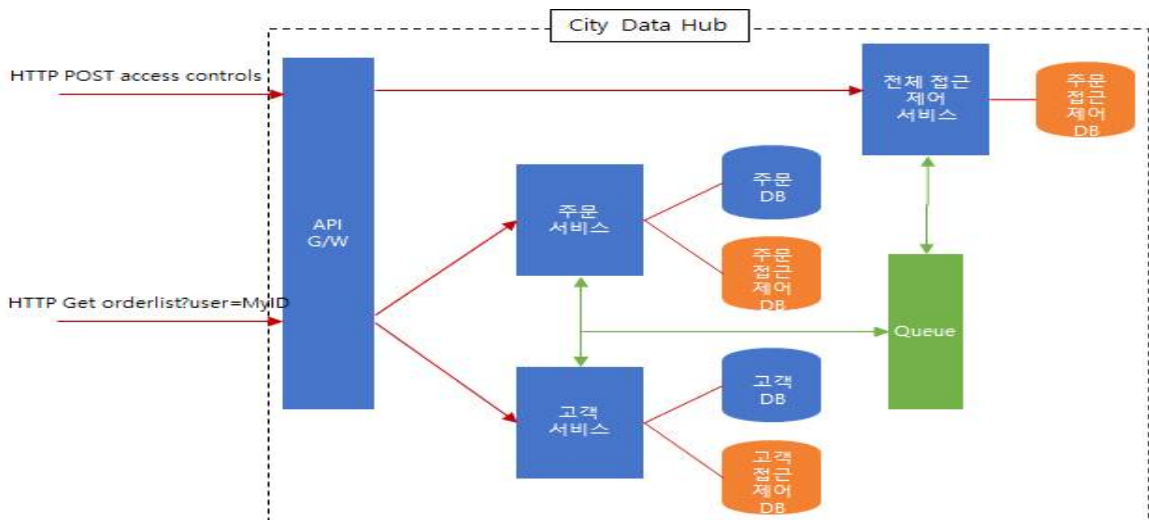 City Data Hub
HTTP POST access controls
전체 접근
제어
서비스
주문
접근
제어
DB
주문
DB
API
G/W
주문
서비스
주문
접근
제어
DB
HTTP Get orderlist?user=MyID
Queue
고객
DB
고객
서비스
고객
접근
제어
DB